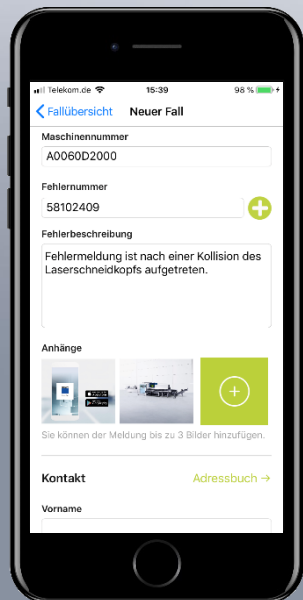 Telekom.de 15:39 98 %
Fallübersicht Neuer Fall
Maschinennummer
A0060D2000
Fehlernummer
58102409
Fehlerbeschreibung
Fehlermeldung ist nach einer Kollision des
Laserschneidkopfs aufgetreten.
Anhänge
Sie können der Meldung bis zu 3 Bilder hinzufügen.
Kontakt Adressbuch →
Vorname